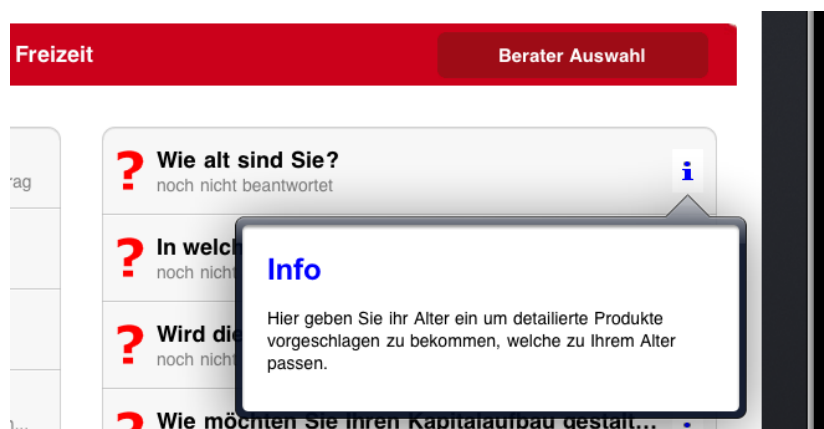 Freizeit
Berater Auswahl
rag
? Wie alt sind Sie?
noch nicht beantwortet
i
? In welch
noch nicht
Info
Hier geben Sie ihr Alter ein um detailierte Produkte
vorgeschlagen zu bekommen, welche zu Ihrem Alter
passen.
? Wird die
noch nicht
? Wie möchten Sie Ihren Kapitalaufbau gestalt...